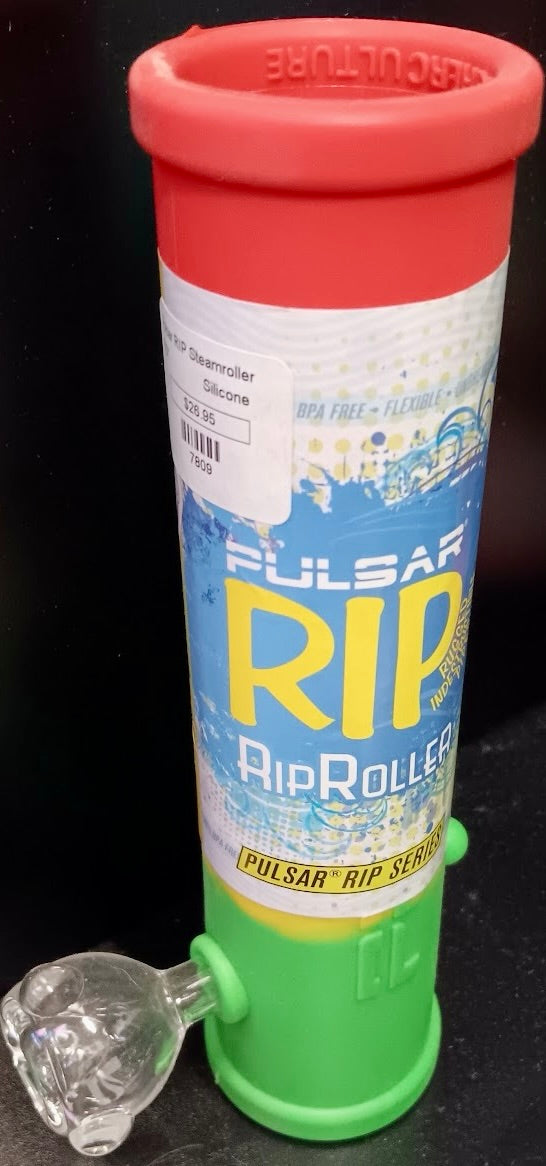 RIP Steamroller
Silicone
$26.95
7809
BPA FREE • FLEXIBLE •
PULSAR
RIP
RIPROLLER
PULSAR® RIP SERIES